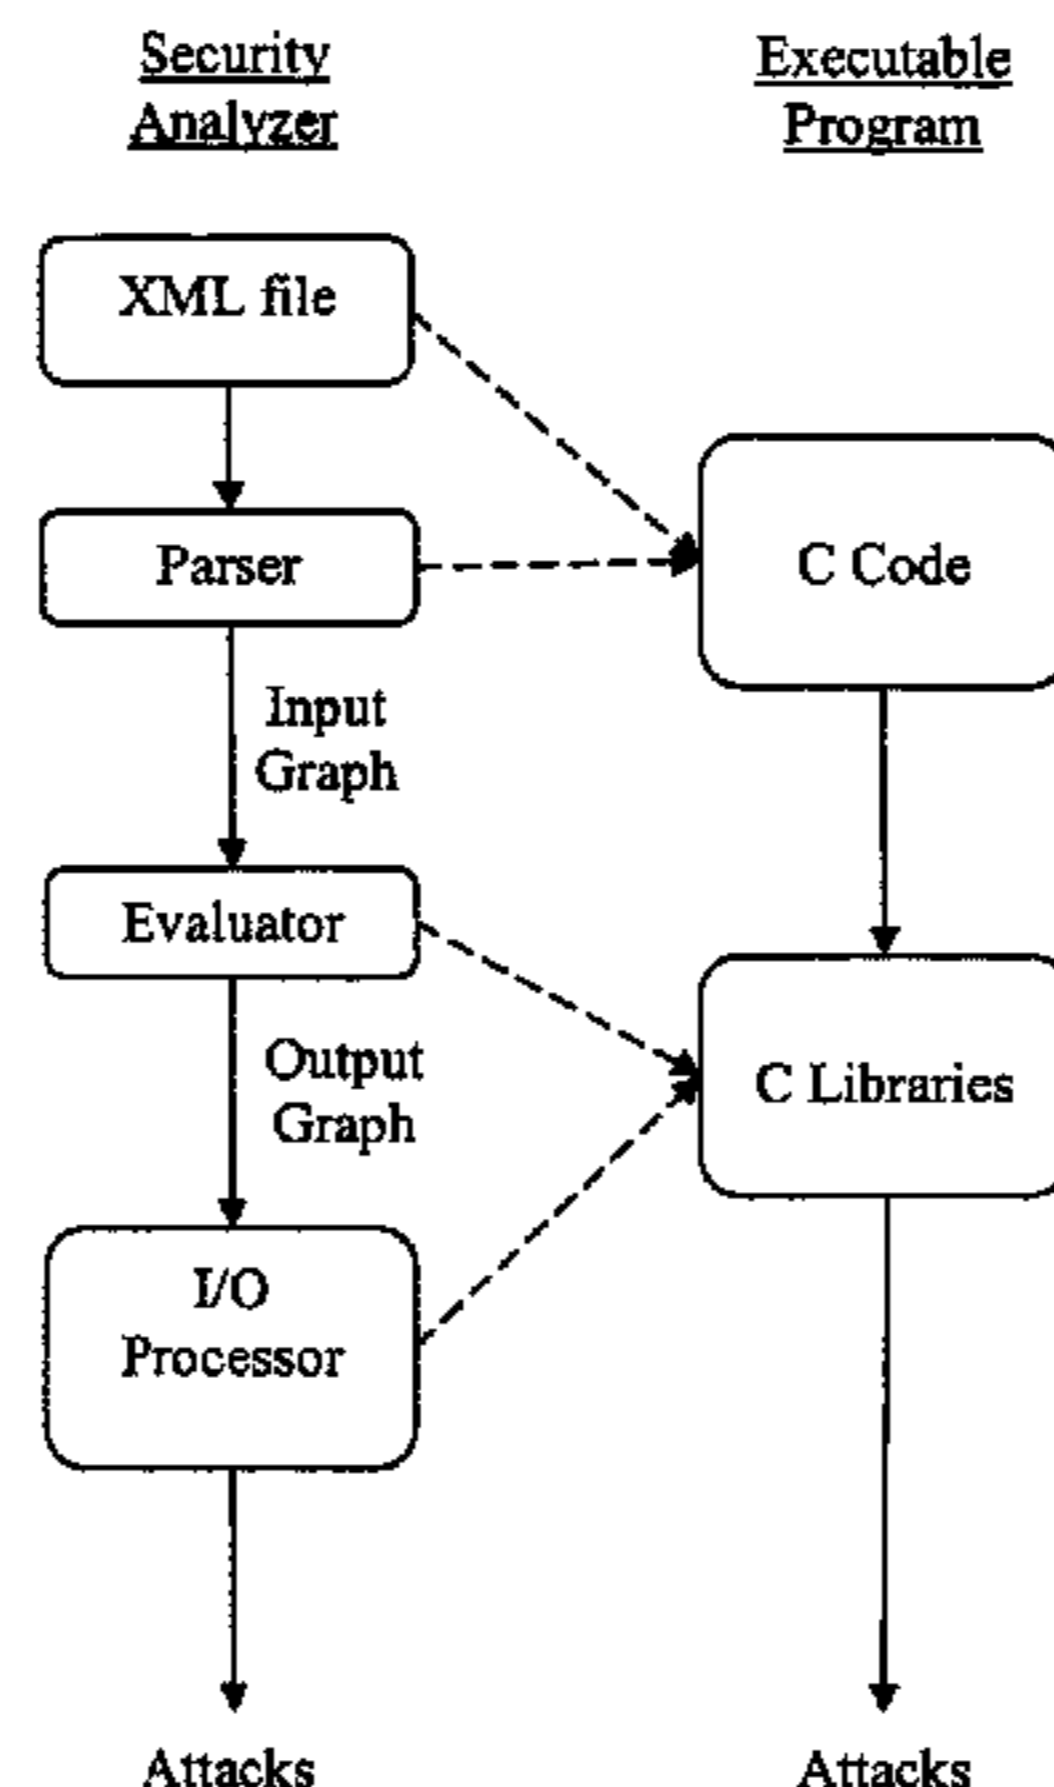 Security
Analyzer
Executable
Program
XML file
C Code
Parser
Input
Graph
Evaluator
C Libraries
Output
Graph
I/O
Processor
Attacks
Attacks